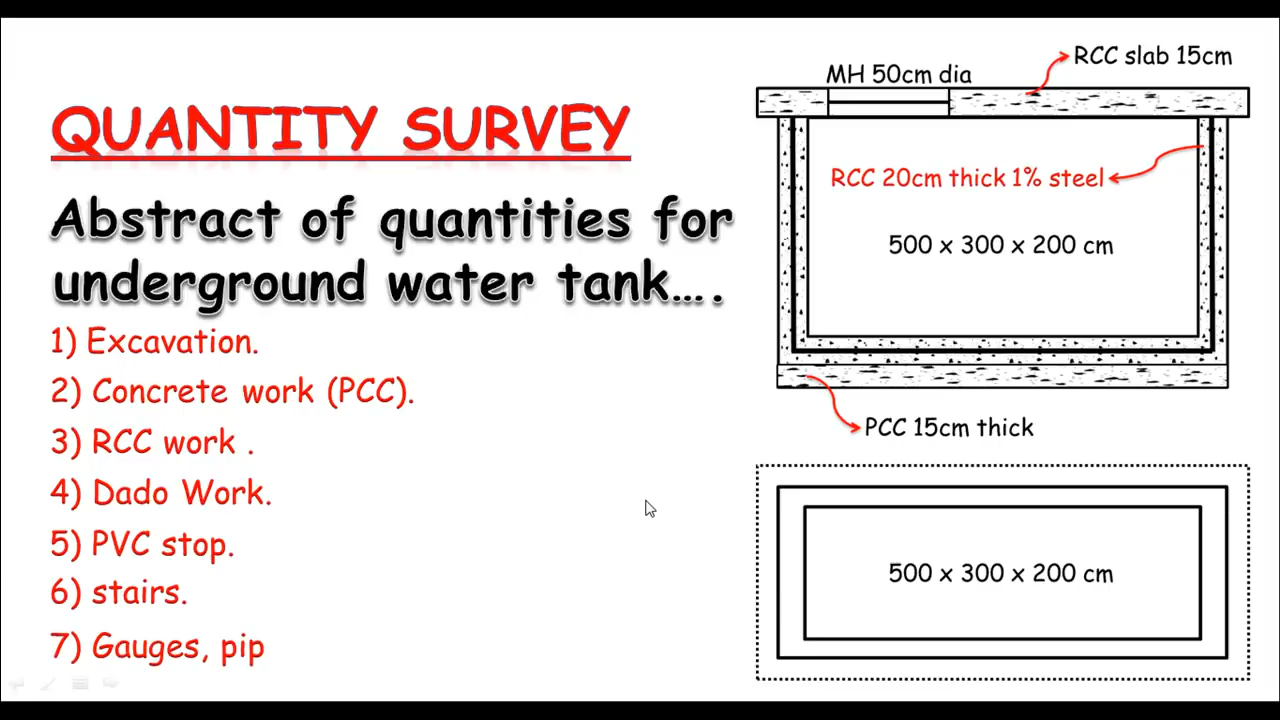 QUANTITY SURVEY
Abstract of quantities for
underground water tank....
1) Excavation.
2) Concrete work (PCC).
3) RCC work .
4) Dado Work.
5) PVC stop.
6) stairs.
7) Gauges, pip
MH 50cm dia
RCC slab 15cm
RCC 20cm thick 1% steel
500 x 300 x 200 cm
PCC 15cm thick
500 x 300 x 200 cm